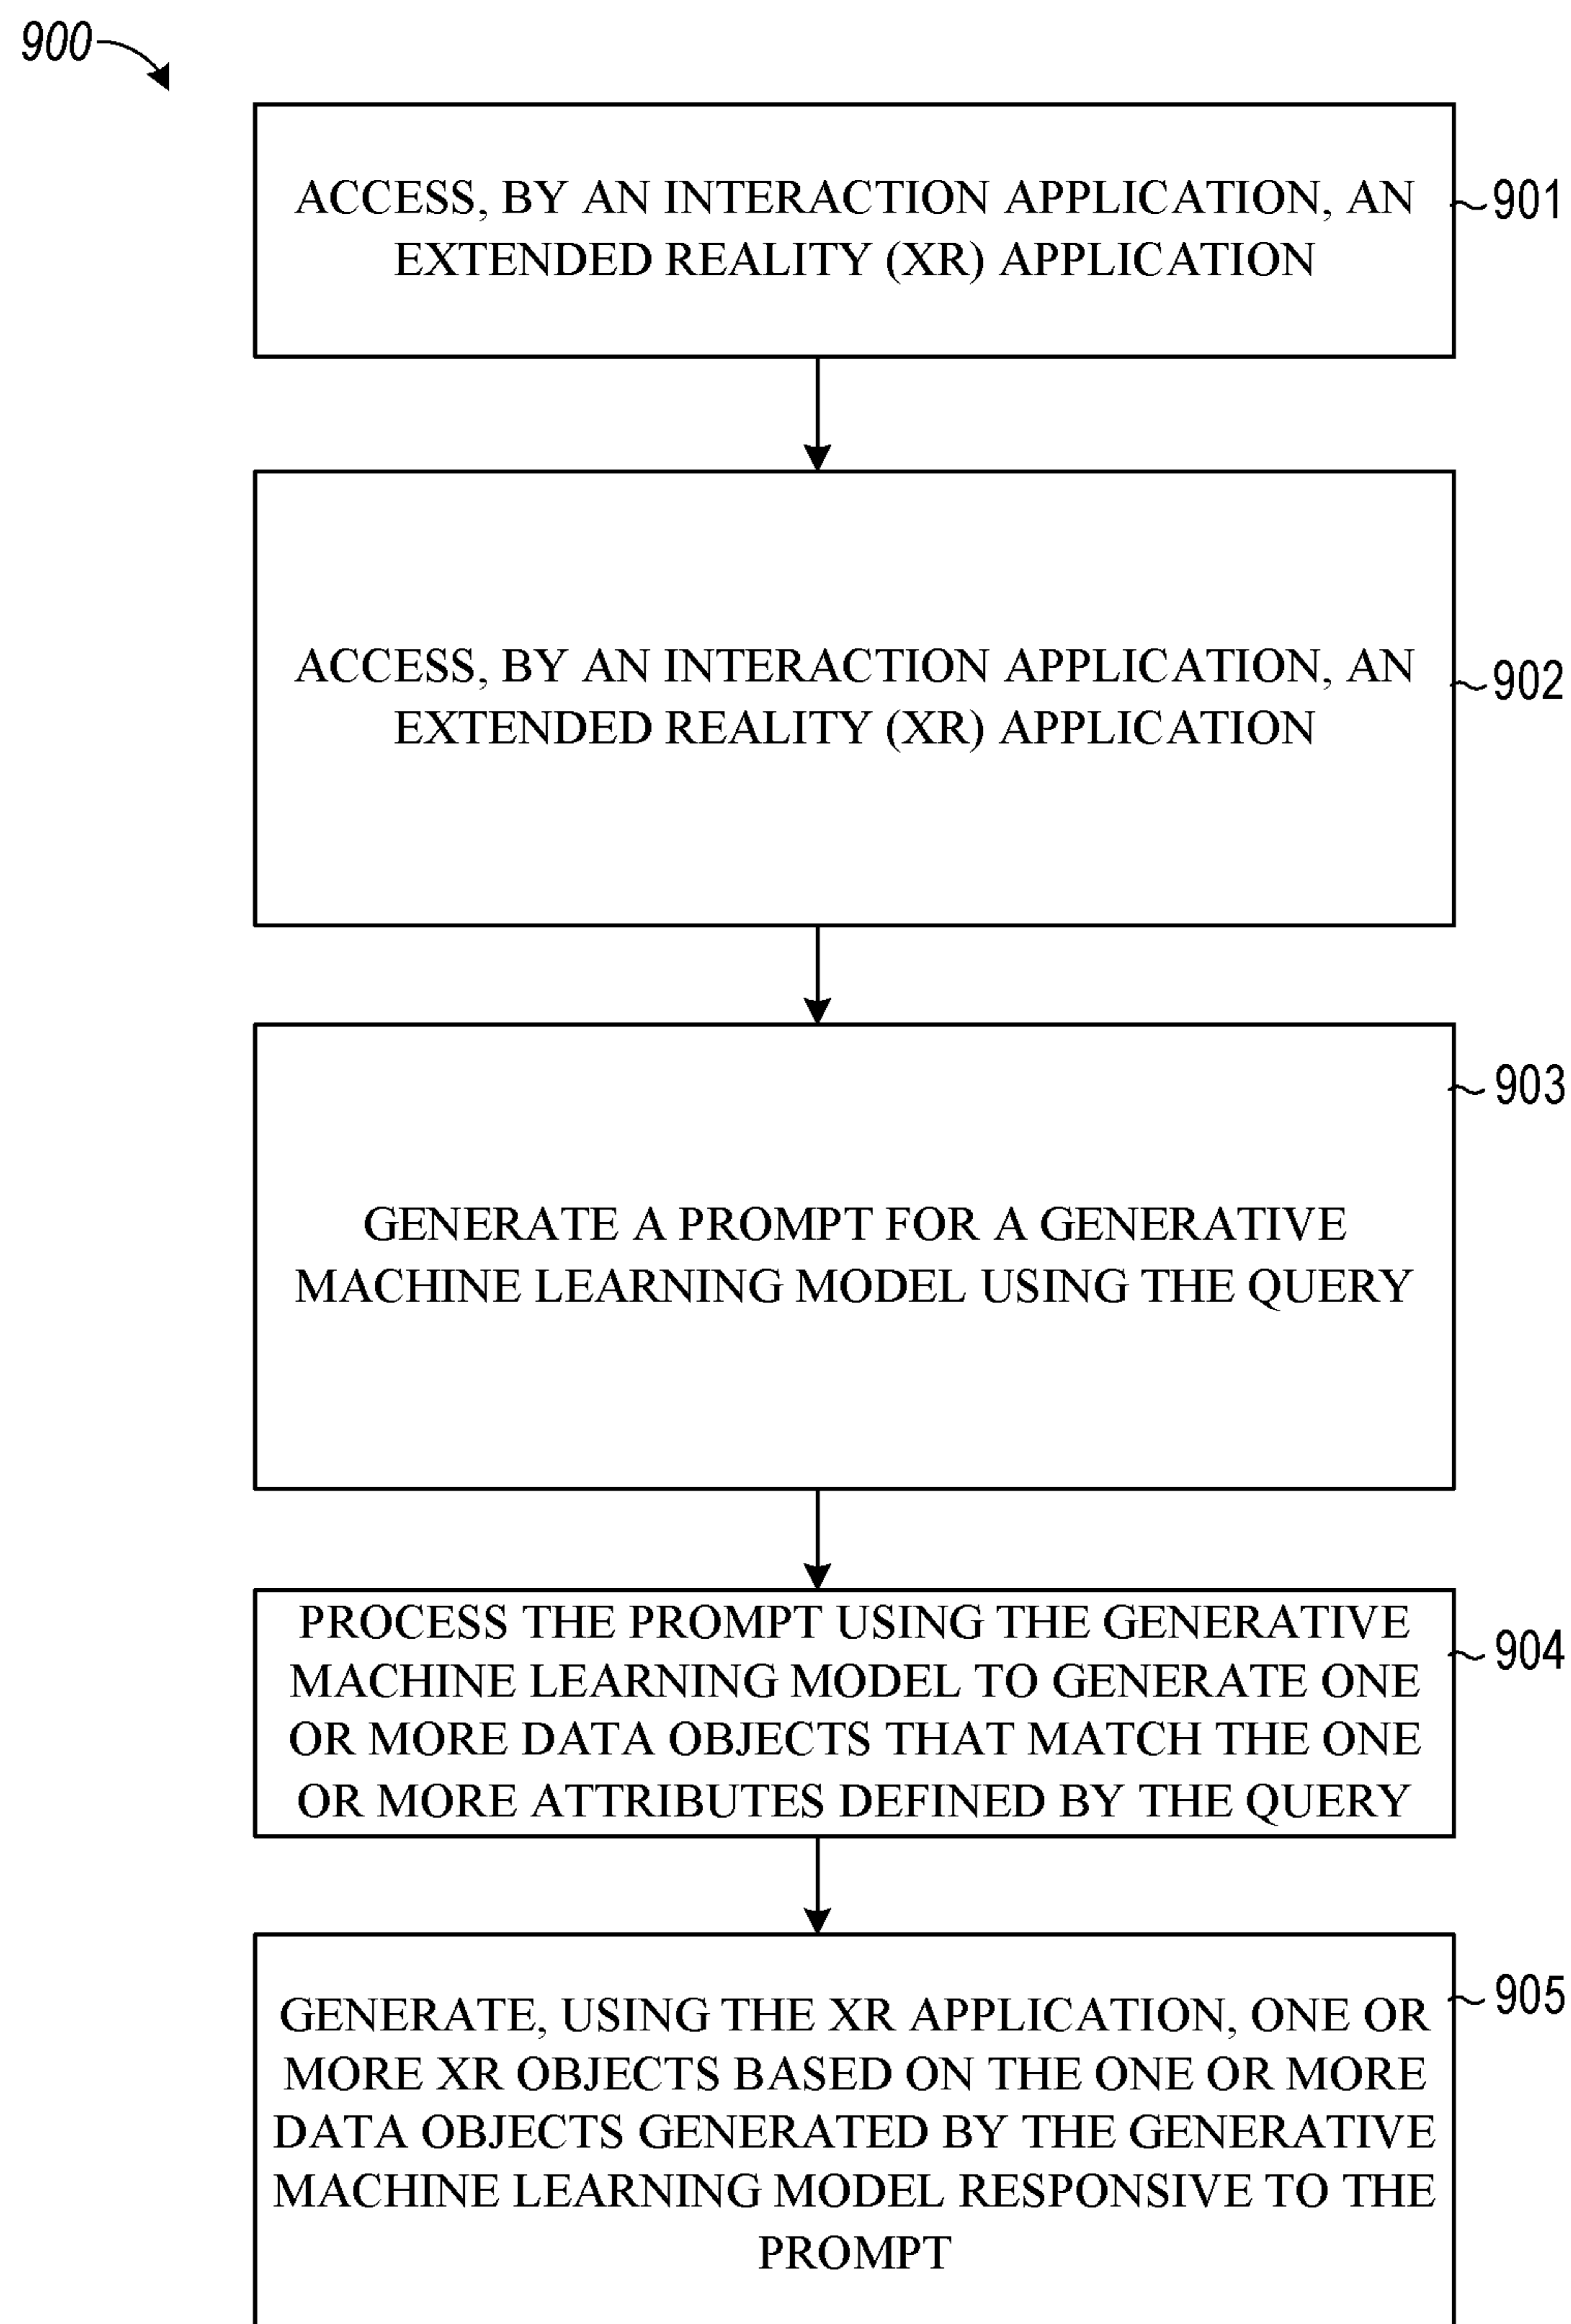 900
ACCESS, BY AN INTERACTION APPLICATION, AN
EXTENDED REALITY (XR) APPLICATION
901
ACCESS, BY AN INTERACTION APPLICATION, AN
EXTENDED REALITY (XR) APPLICATION
902
903
GENERATE A PROMPT FOR A GENERATIVE
MACHINE LEARNING MODEL USING THE QUERY
PROCESS THE PROMPT USING THE GENERATIVE
MACHINE LEARNING MODEL TO GENERATE ONE
OR MORE DATA OBJECTS THAT MATCH THE ONE
OR MORE ATTRIBUTES DEFINED BY THE QUERY
904
GENERATE, USING THE XR APPLICATION, ONE OR
MORE XR OBJECTS BASED ON THE ONE OR MORE
DATA OBJECTS GENERATED BY THE GENERATIVE
MACHINE LEARNING MODEL RESPONSIVE TO THE
PROMPT
905